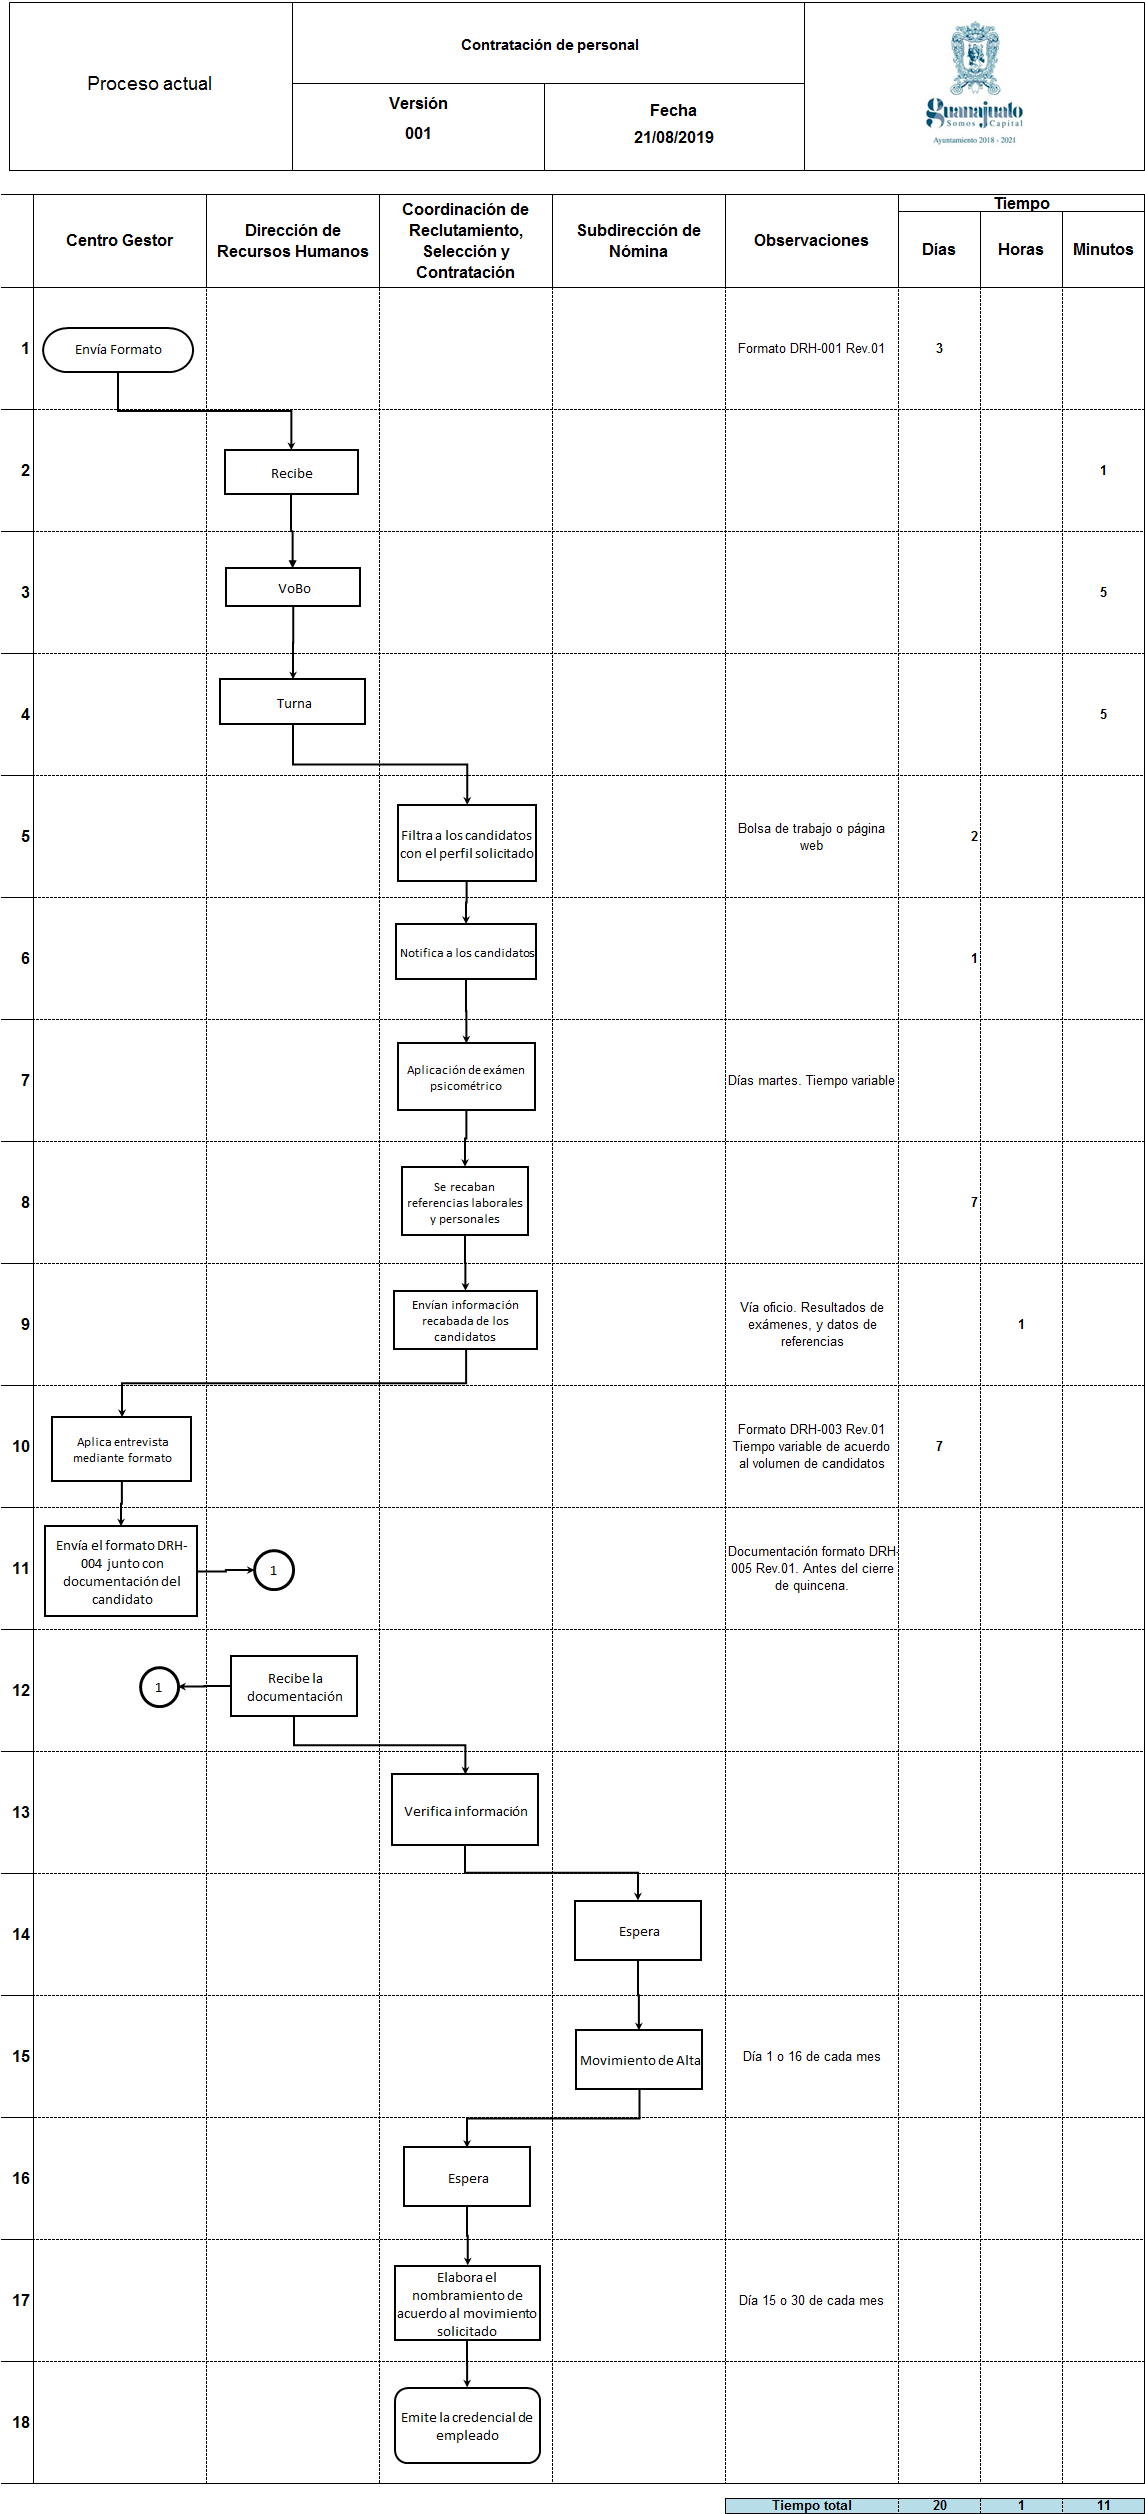 Proceso actual
Contratación de personal
Versión
001
Fecha
21/08/2019
guanajuato
Somos Capital
Ayuntamiento 2018 - 2021
Centro Gestor
Dirección de
Recursos Humanos
Coordinación de
Reclutamiento,
Selección y
Contratación
Subdirección de
Nómina
Observaciones
Tiempo
Días
Horas
Minutos
1
Envía Formato
Formato DRH-001 Rev.01
3
2
Recibe
1
3
VoBo
5
4
Turna
5
5
Filtra a los candidatos
con el perfil solicitado
Bolsa de trabajo o página
web
2
6
Notifica a los candidatos
1
7
Aplicación de exámen
psicométrico
Días martes. Tiempo variable
8
Se recaban
referencias laborales
y personales
7
9
Envían información
recabada de los
candidatos
Vía oficio. Resultados de
exámenes, y datos de
referencias
1
10
Aplica entrevista
mediante formato
Formato DRH-003 Rev.01
Tiempo variable de acuerdo
al volumen de candidatos
7
11
Envía el formato DRH-
004 junto con
documentación del
candidato
1
Documentación formato DRH-
005 Rev.01. Antes del cierre
de quincena.
12
1
Recibe la
documentación
13
Verifica información
14
Espera
15
Movimiento de Alta
Día 1 o 16 de cada mes
16
Espera
17
Elabora el
nombramiento de
acuerdo al movimiento
solicitado
Día 15 o 30 de cada mes
18
Emite la credencial de
empleado
Tiempo total
20
1
11